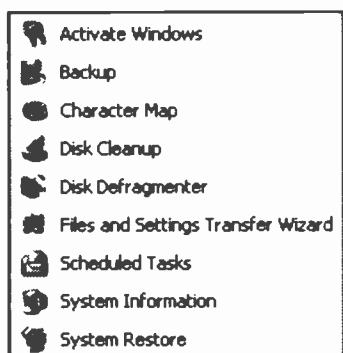 Activate Windows
Backup
Character Map
Disk Cleanup
Disk Defragmenter
Files and Settings Transfer Wizard
Scheduled Tasks
System Information
System Restore